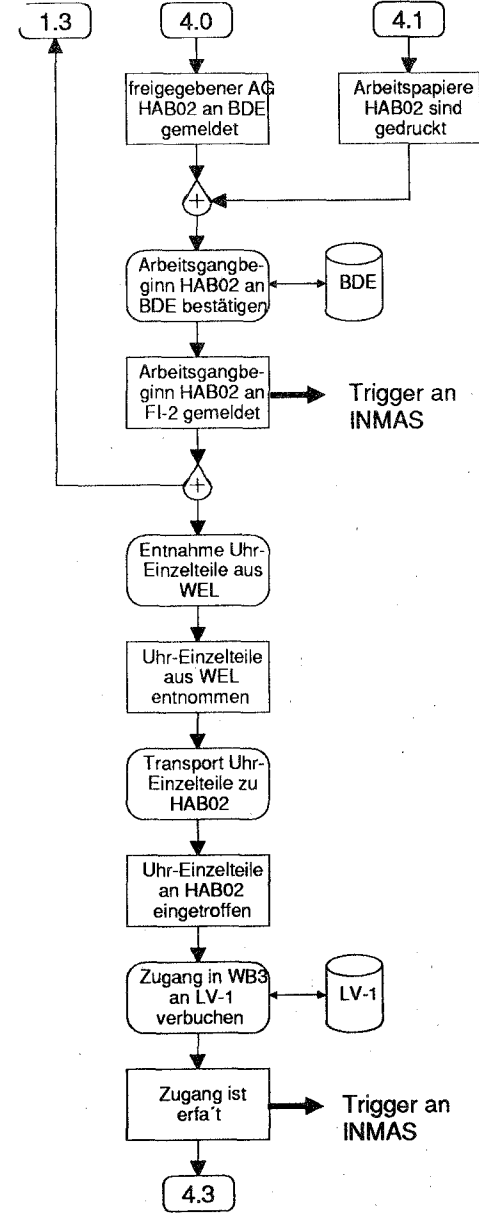 1.3
4.0
4.1
freigegebener AG
HAB02 an BDE
gemeldet
Arbeitspapiere
HAB02 sind
gedruckt
+
Arbeitsgangbe-
ginn HAB02 an
BDE bestätigen
BDE
Arbeitsgangbe-
ginn HAB02 an
FI-2 gemeldet
Trigger an
INMAS
+
Entnahme Uhr-
Einzelteile aus
WEL
Uhr-Einzelteile
aus WEL
entnommen
Transport Uhr-
Einzelteile zu
HAB02
Uhr-Einzelteile
an HAB02
eingetroffen
Zugang in WB3
an LV-1
verbuchen
LV-1
Zugang ist
erfa´t
Trigger an
INMAS
4.3